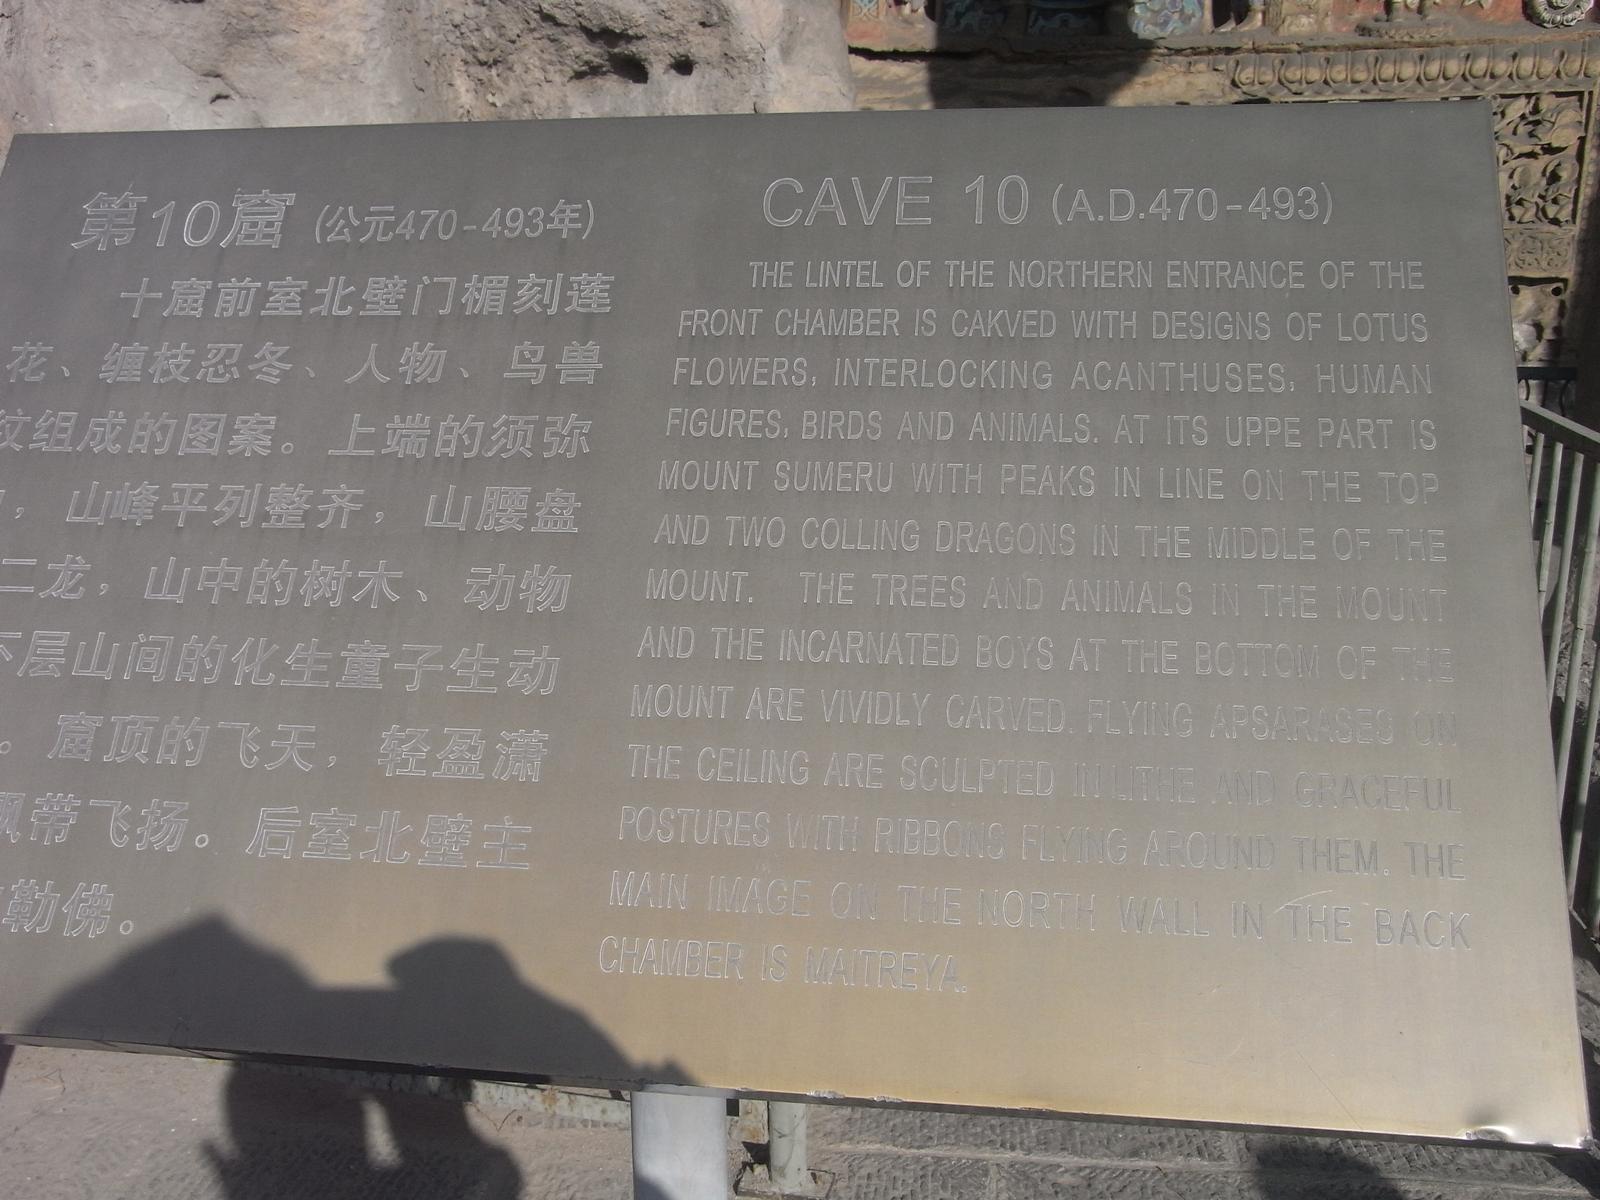 第10窟 (公元470-493年)
十窟前室北壁门楣刻莲
花、缠枝忍冬、人物、鸟兽
纹组成的图案。上端的须弥
，山峰平列整齐，山腰盘
二龙，山中的树木、动物
下层山间的化生童子生动
。窟顶的飞天，轻盈潇
飘带飞扬。后室北壁主
勒佛。
CAVE 10 (A.D.470-493)
THE LINTEL OF THE NORTHERN ENTRANCE OF THE
FRONT CHAMBER IS CAKVED WITH DESIGNS OF LOTUS
FLOWERS, INTERLOCKING ACANTHUSES, HUMAN
FIGURES, BIRDS AND ANIMALS. AT ITS UPPE PART IS
MOUNT SUMERU WITH PEAKS IN LINE ON THE TOP
AND TWO COLLING DRAGONS IN THE MIDDLE OF THE
MOUNT. THE TREES AND ANIMALS IN THE MOUNT
AND THE INCARNATED BOYS AT THE BOTTOM OF THE
MOUNT ARE VIVIDLY CARVED. FLYING APSARASES ON
THE CEILING ARE SCULPTED IN LITHE AND GRACEFUL
POSTURES WITH RIBBONS FLYING AROUND THEM. THE
MAIN IMAGE ON THE NORTH WALL IN THE BACK
CHAMBER IS MAITREYA.